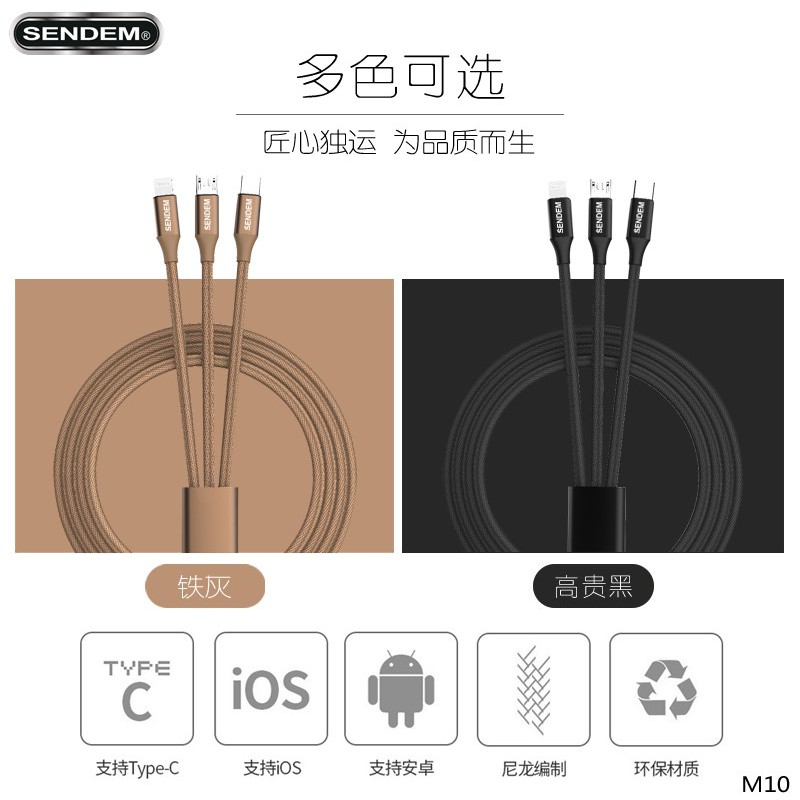 SENDEM®
多色可选
匠心独运 为品质而生
SENDEM
SENDEM
SENDEM
SENDEM
SENDEM
SENDEM
铁灰
高贵黑
TYPE
C
iOS
支持Type-C
支持iOS
支持安卓
尼龙编制
环保材质
M10